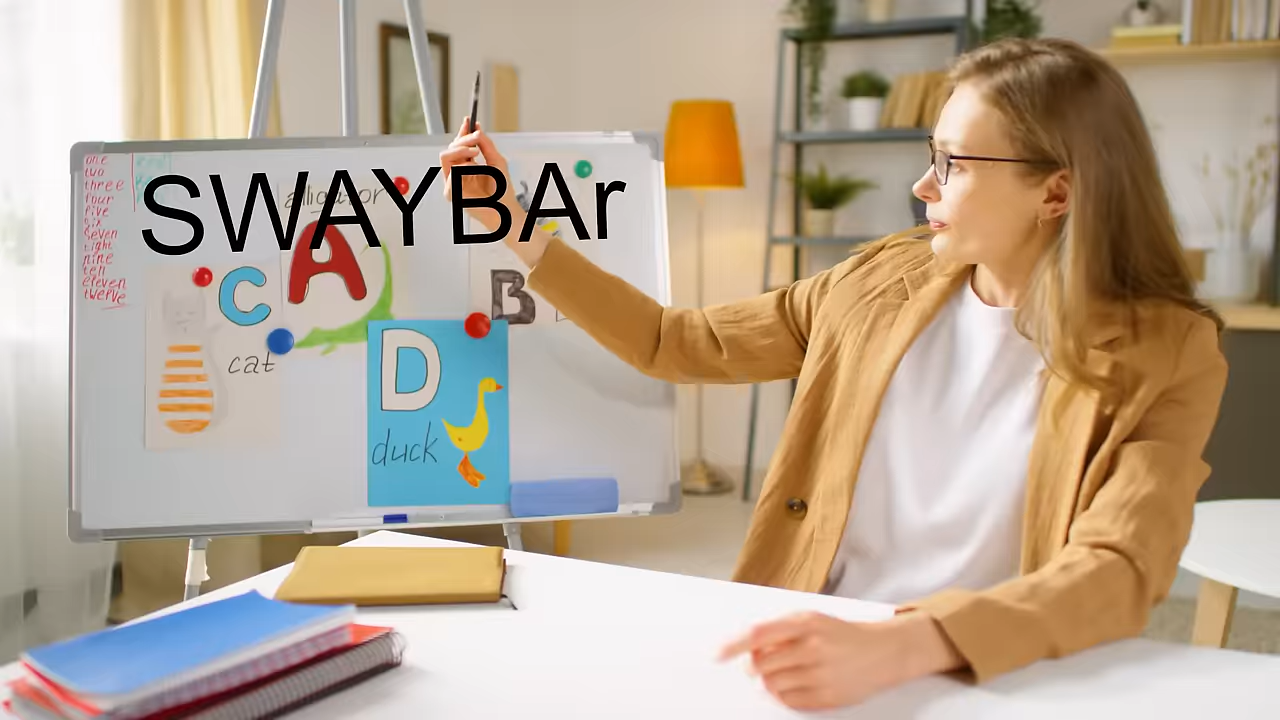 SWAYBAr
one
two
three
four
five
six
seven
eight
nine
ten
eleven
twelve
alligator
A
C
cat
B
D
duck